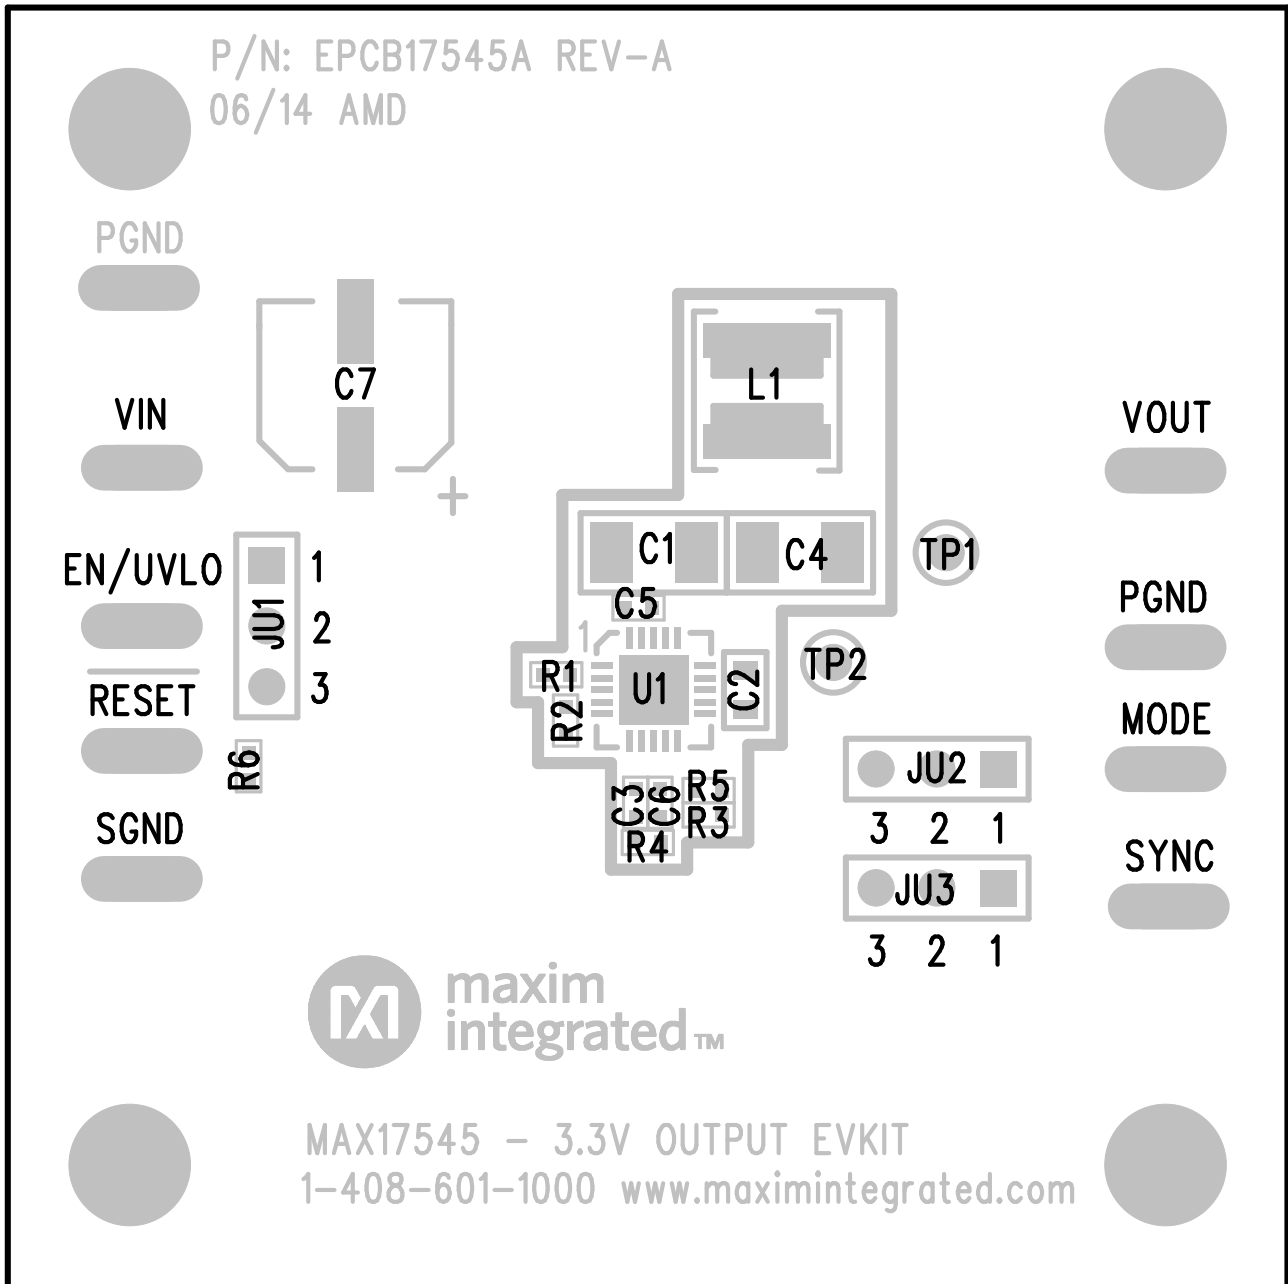 P/N: EPCB17545A REV-A
06/14 AMD
PGND
C7
L1
VIN
VOUT
EN/UVLO
1
2
3
JU1
C1
C4
TP1
C5
PGND
1
R1
U1
C2
TP2
R2
RESET
MODE
R6
JU2
3 2 1
C3
C6
R5
R3
R4
SGND
SYNC
JU3
3 2 1
maxim
integrated™
MAX17545 - 3.3V OUTPUT EVKIT
1-408-601-1000 www.maximintegrated.com